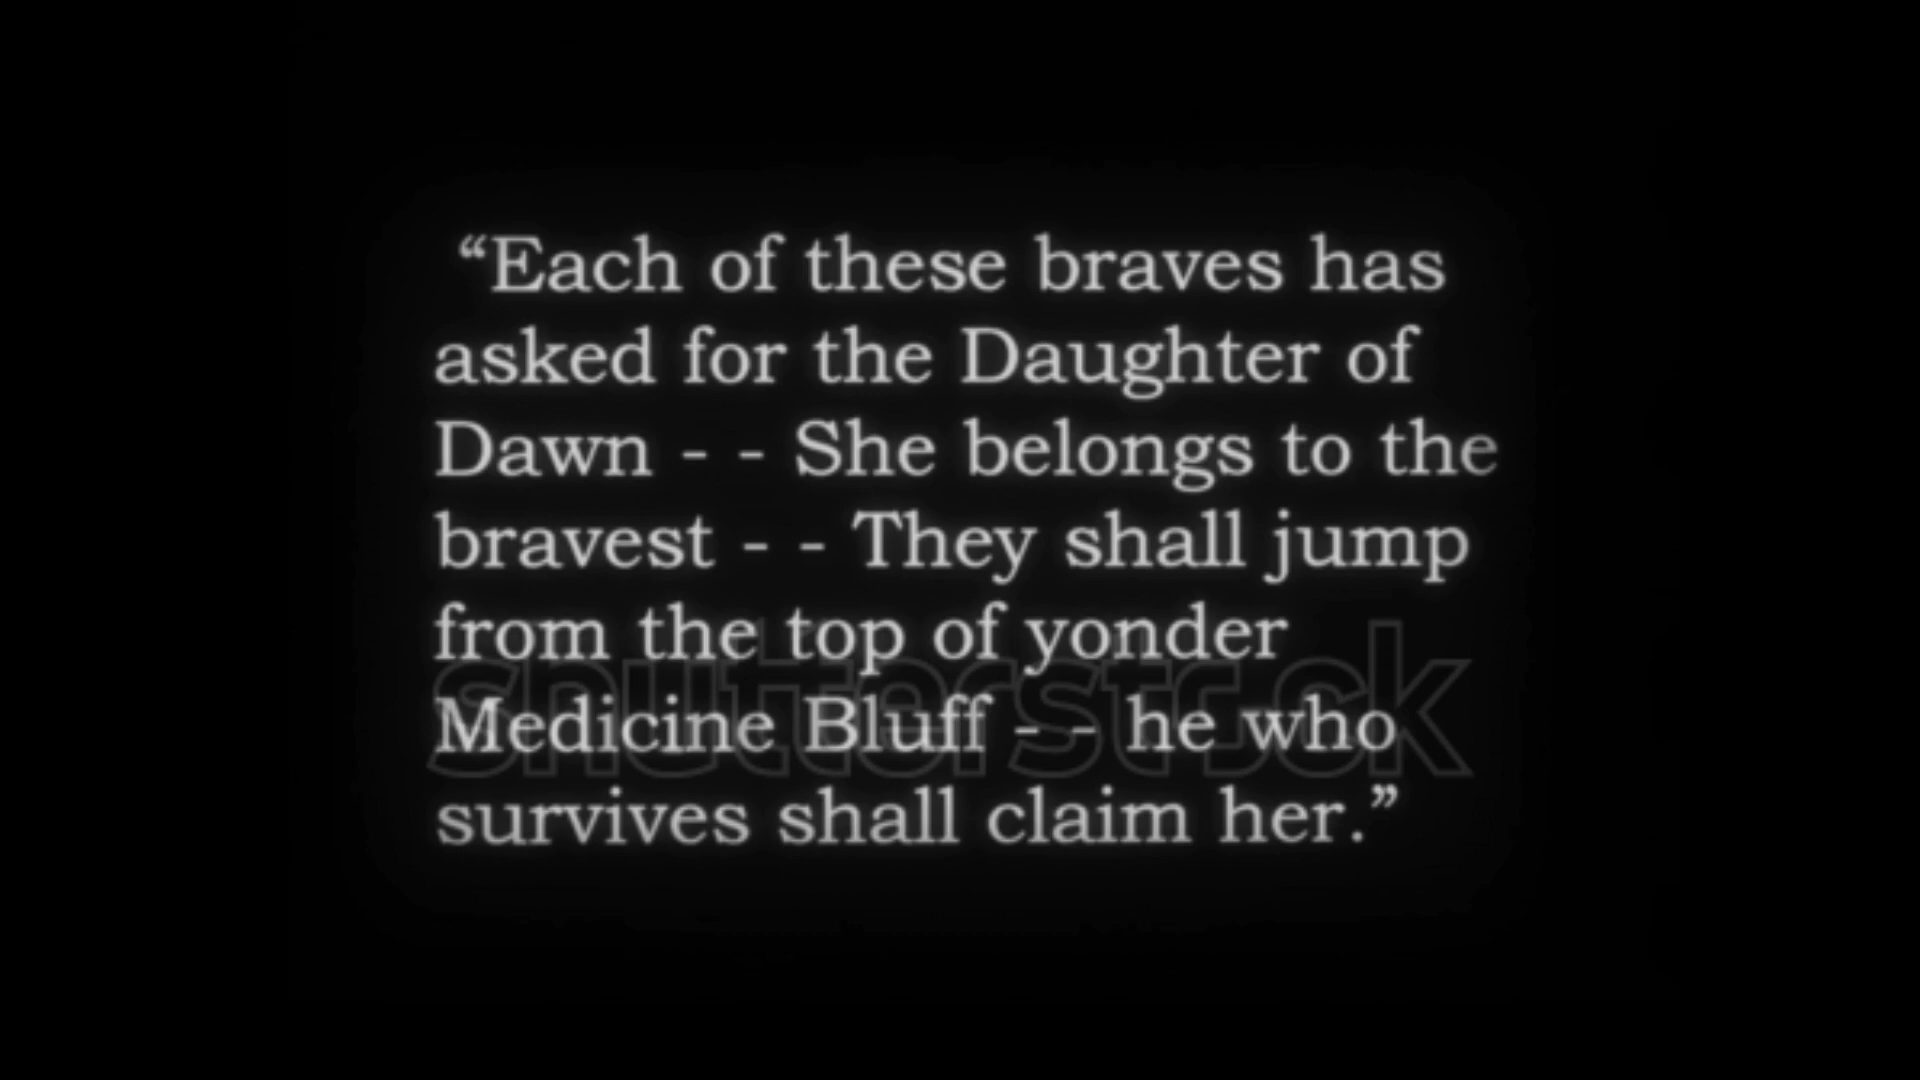 “Each of these braves has
asked for the Daughter of
Dawn - - She belongs to the
bravest - - They shall jump
from the top of yonder
Medicine Bluff - - he who
survives shall claim her.”
shutterstock